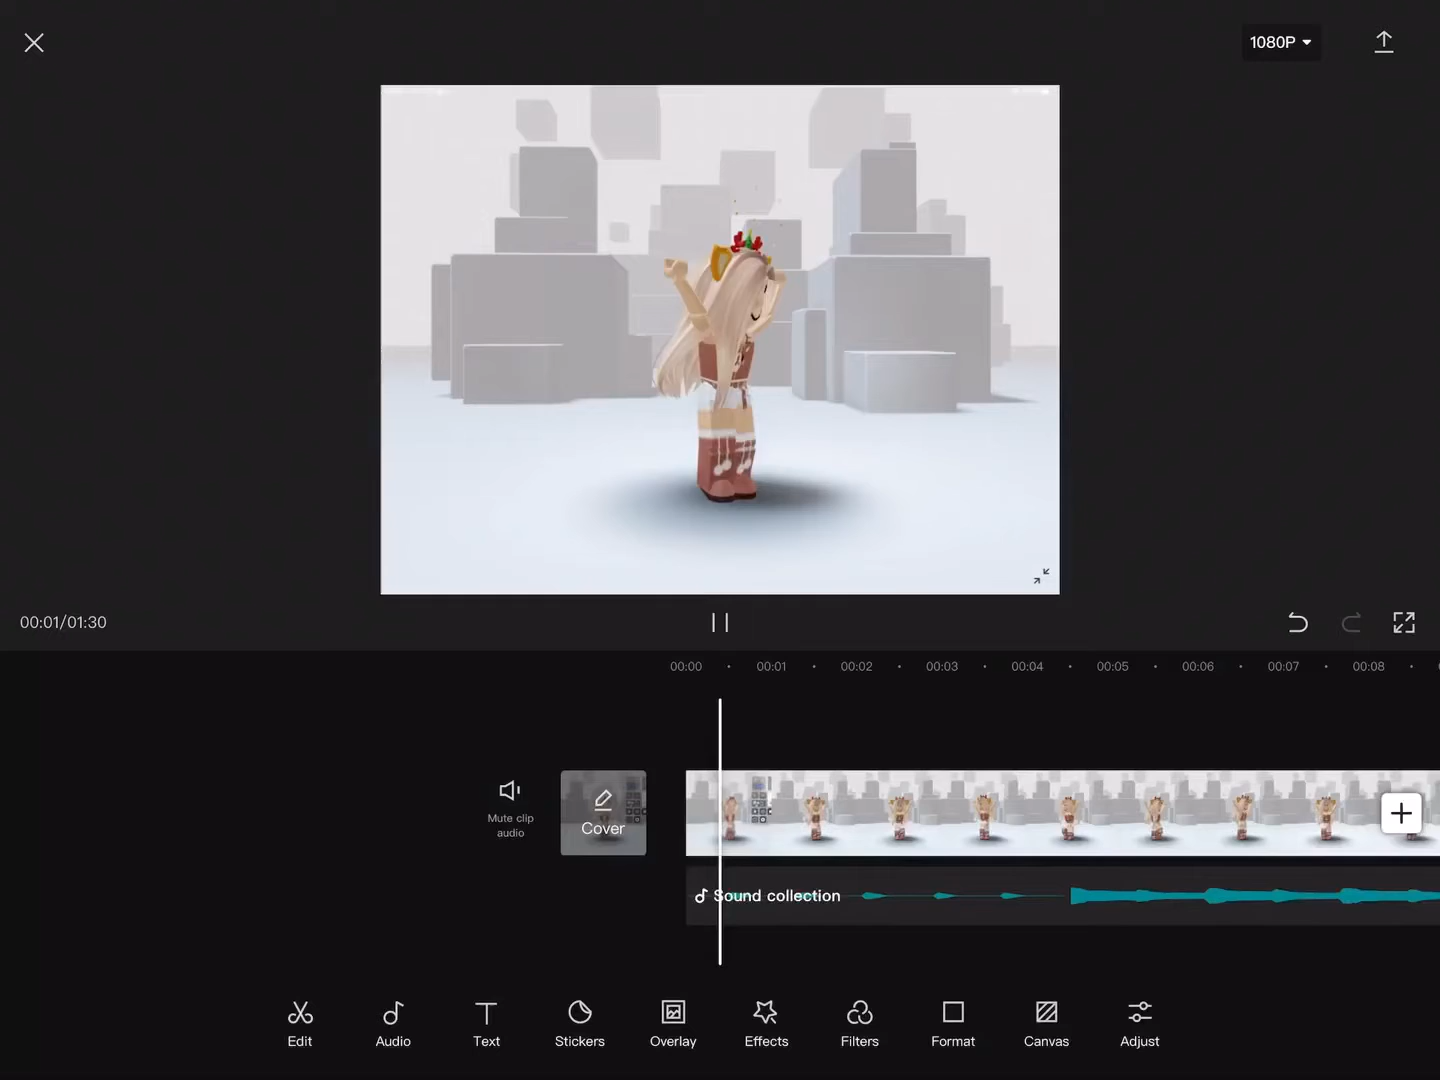 1080P
00:01/01:30
00:00 00:01 00:02 00:03 00:04 00:05 00:06 00:07 00:08
Mute clip
audio
Cover
Sound collection
Edit Audio Text Stickers Overlay Effects Filters Format Canvas Adjust